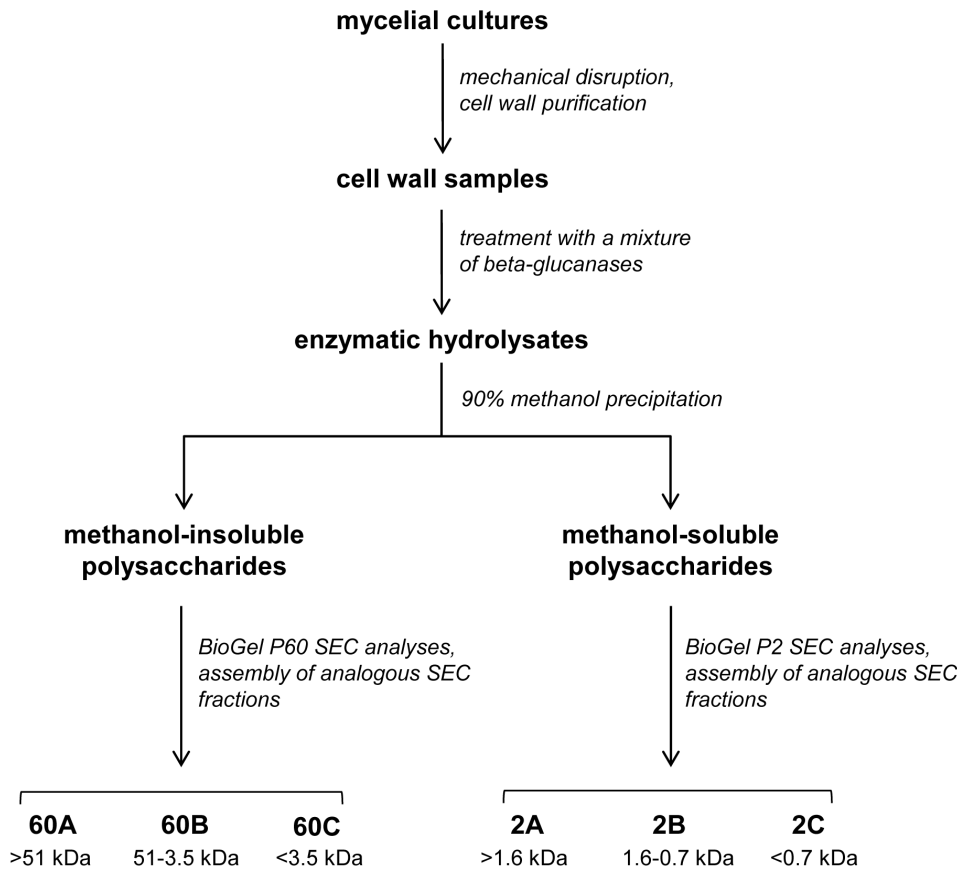 mycelial cultures
mechanical disruption,
cell wall purification
cell wall samples
treatment with a mixture
of beta-glucanases
enzymatic hydrolysates
90% methanol precipitation
methanol-insoluble
polysaccharides
methanol-soluble
polysaccharides
BioGel P60 SEC analyses,
assembly of analogous SEC
fractions
BioGel P2 SEC analyses,
assembly of analogous SEC
fractions
60A 60B 60C
>51 kDa 51-3.5 kDa <3.5 kDa
2A 2B 2C
>1.6 kDa 1.6-0.7 kDa <0.7 kDa